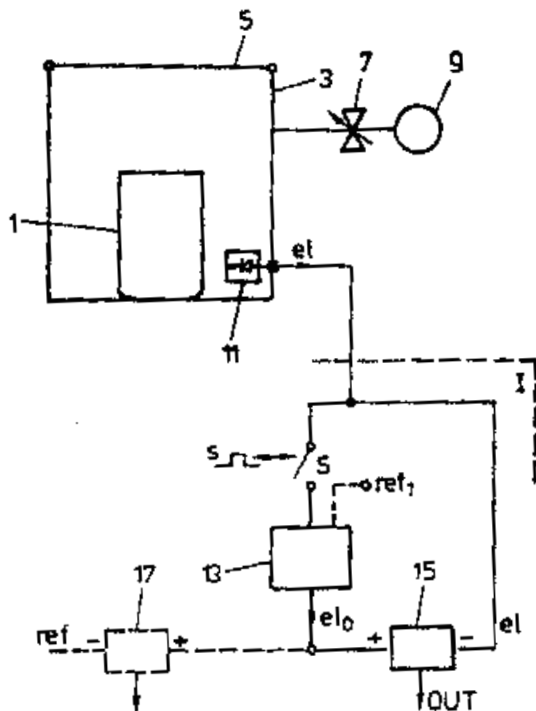 5
3
7
9
1
11
el
I
s
S
ref₁
13
17
el₀
15
ref
-
+
+
-
el
OUT